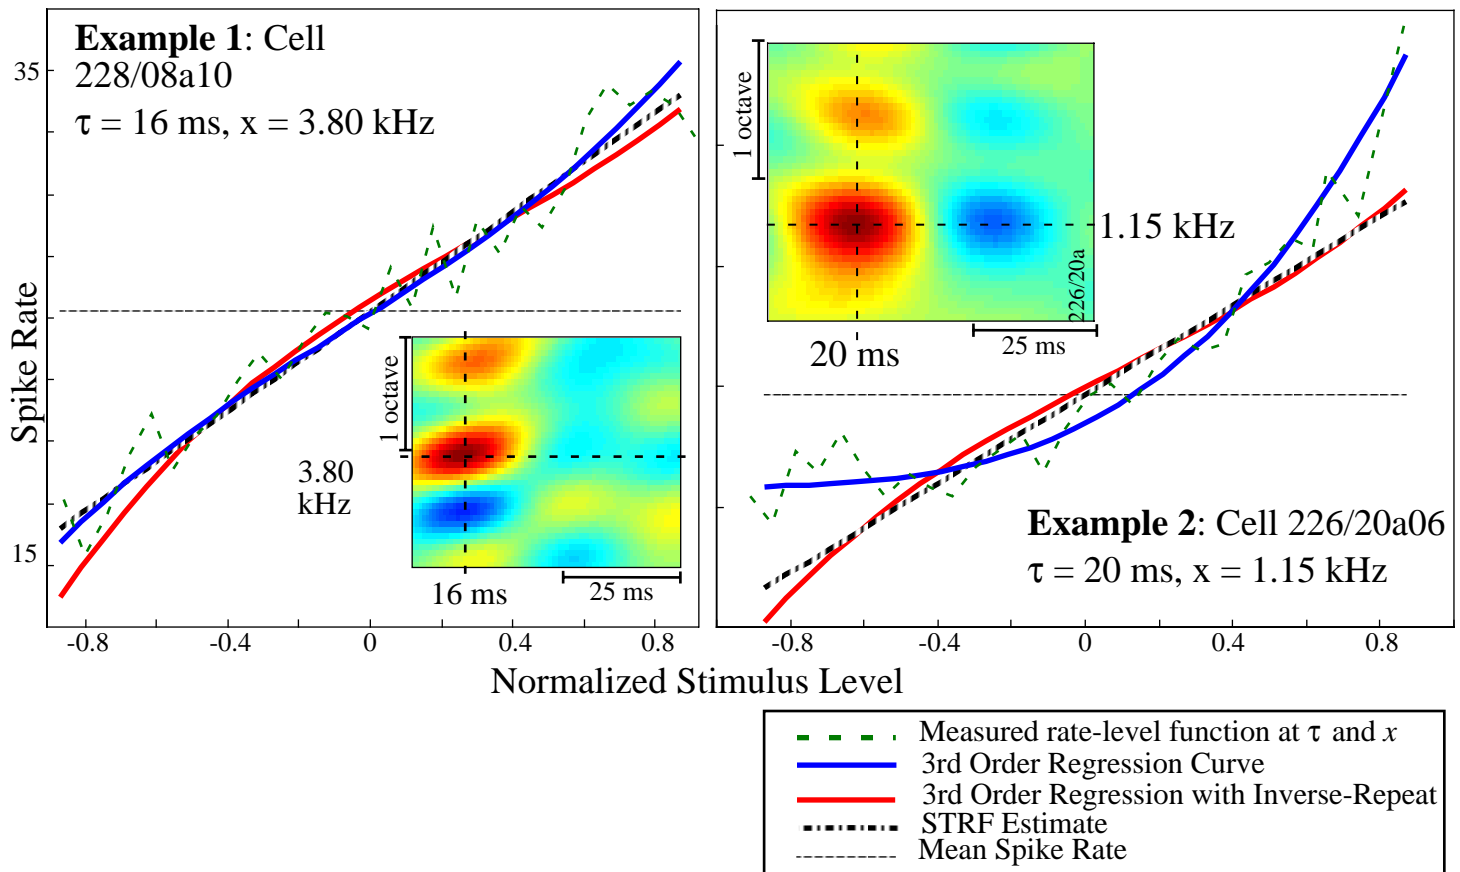 Example 1: Cell
228/08a10
τ = 16 ms, x = 3.80 kHz
35
15
Spike Rate
1 octave
3.80
kHz
16 ms
25 ms
-0.8
-0.4
0
0.4
0.8
1 octave
1.15 kHz
226/20a
20 ms
25 ms
Example 2: Cell 226/20a06
τ = 20 ms, x = 1.15 kHz
-0.8
-0.4
0
0.4
0.8
Normalized Stimulus Level
Measured rate-level function at τ and x
3rd Order Regression Curve
3rd Order Regression with Inverse-Repeat
STRF Estimate
Mean Spike Rate